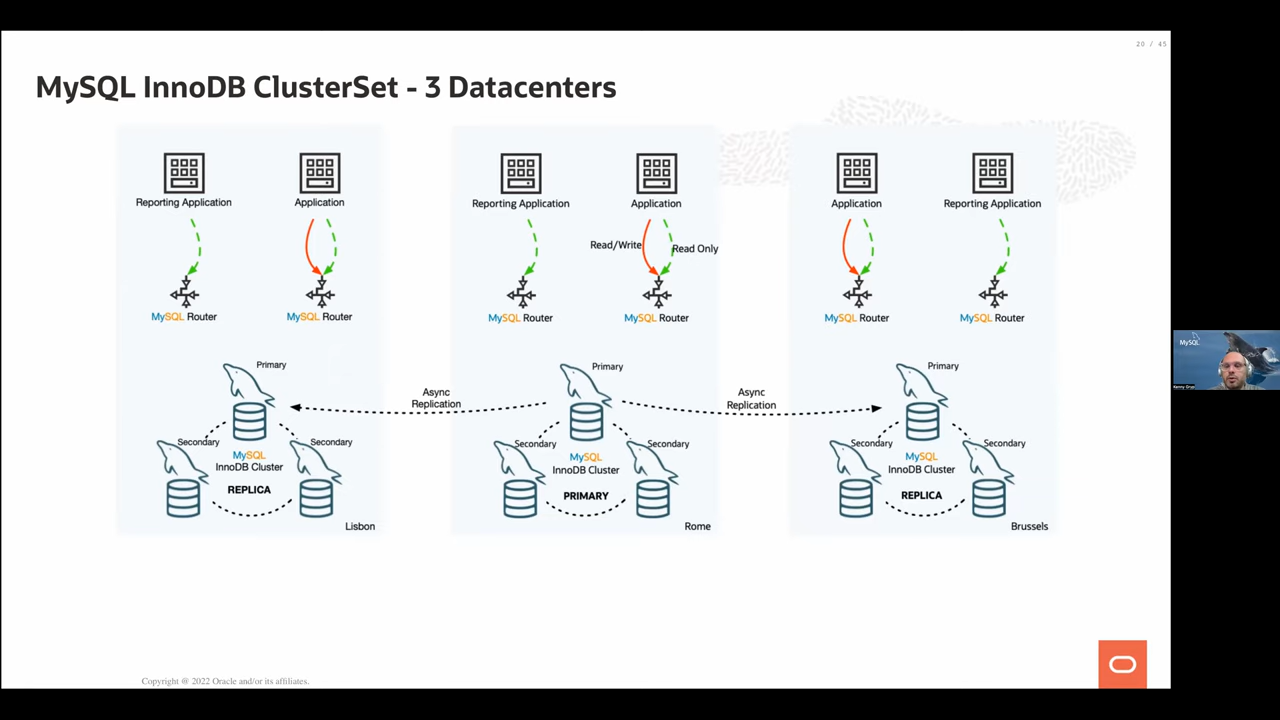 20 / 45
MySQL InnoDB ClusterSet - 3 Datacenters
Reporting Application
Application
MySQL Router
MySQL Router
Primary
Secondary
Secondary
MySQL
InnoDB Cluster
REPLICA
Lisbon
Async
Replication
Reporting Application
Application
Read/Write
Read Only
MySQL Router
MySQL Router
Primary
Secondary
Secondary
MySQL
InnoDB Cluster
PRIMARY
Rome
Async
Replication
Application
Reporting Application
MySQL Router
MySQL Router
Primary
Secondary
Secondary
MySQL
InnoDB Cluster
REPLICA
Brussels
Copyright @ 2022 Oracle and/or its affiliates.
MySQL